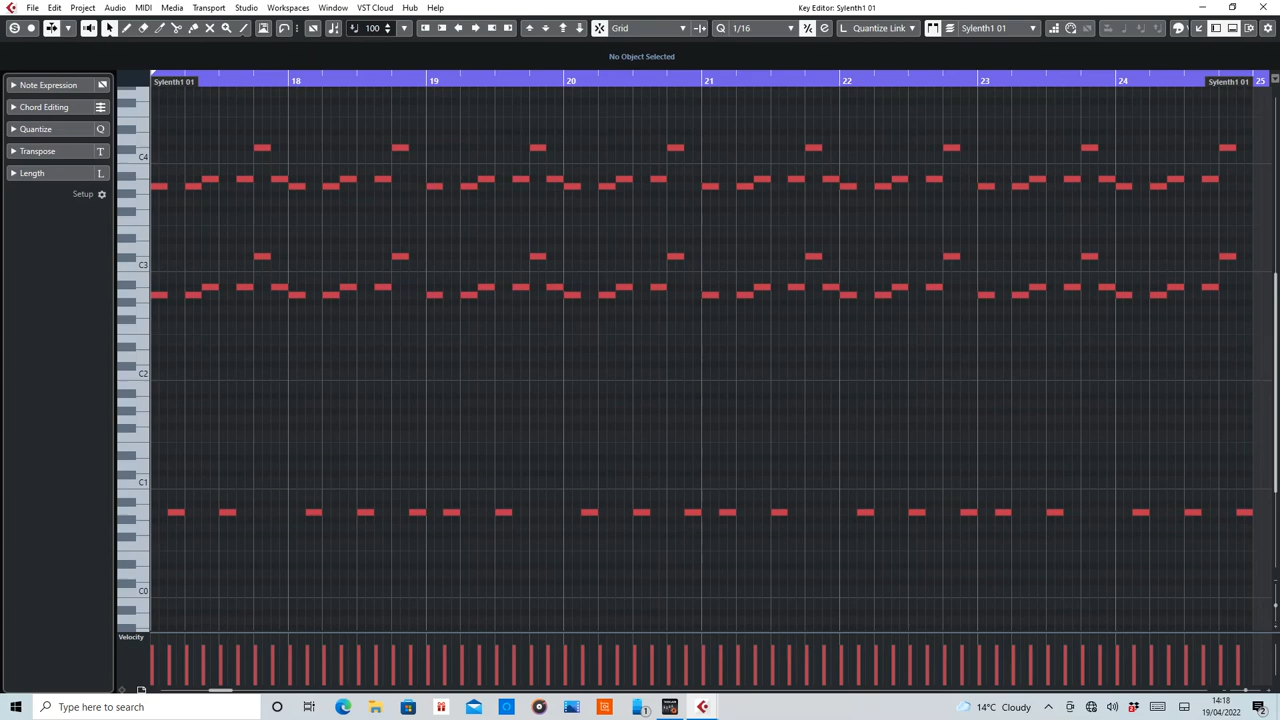 Key Editor: Sylenth1 01
File Edit Project Audio MIDI Media Transport Studio Workspaces Window VST Cloud Hub Help
100 Grid 1/16 Quantize Link Sylenth1 01
No Object Selected
Sylenth1 01 18 19 20 21 22 23 24 Sylenth1 01 25
Note Expression
Chord Editing
Quantize Q
Transpose T
Length L
Setup
C4
C3
C2
C1
C0
Velocity
Type here to search
1
14°C Cloudy
14:18
19/04/2022
2